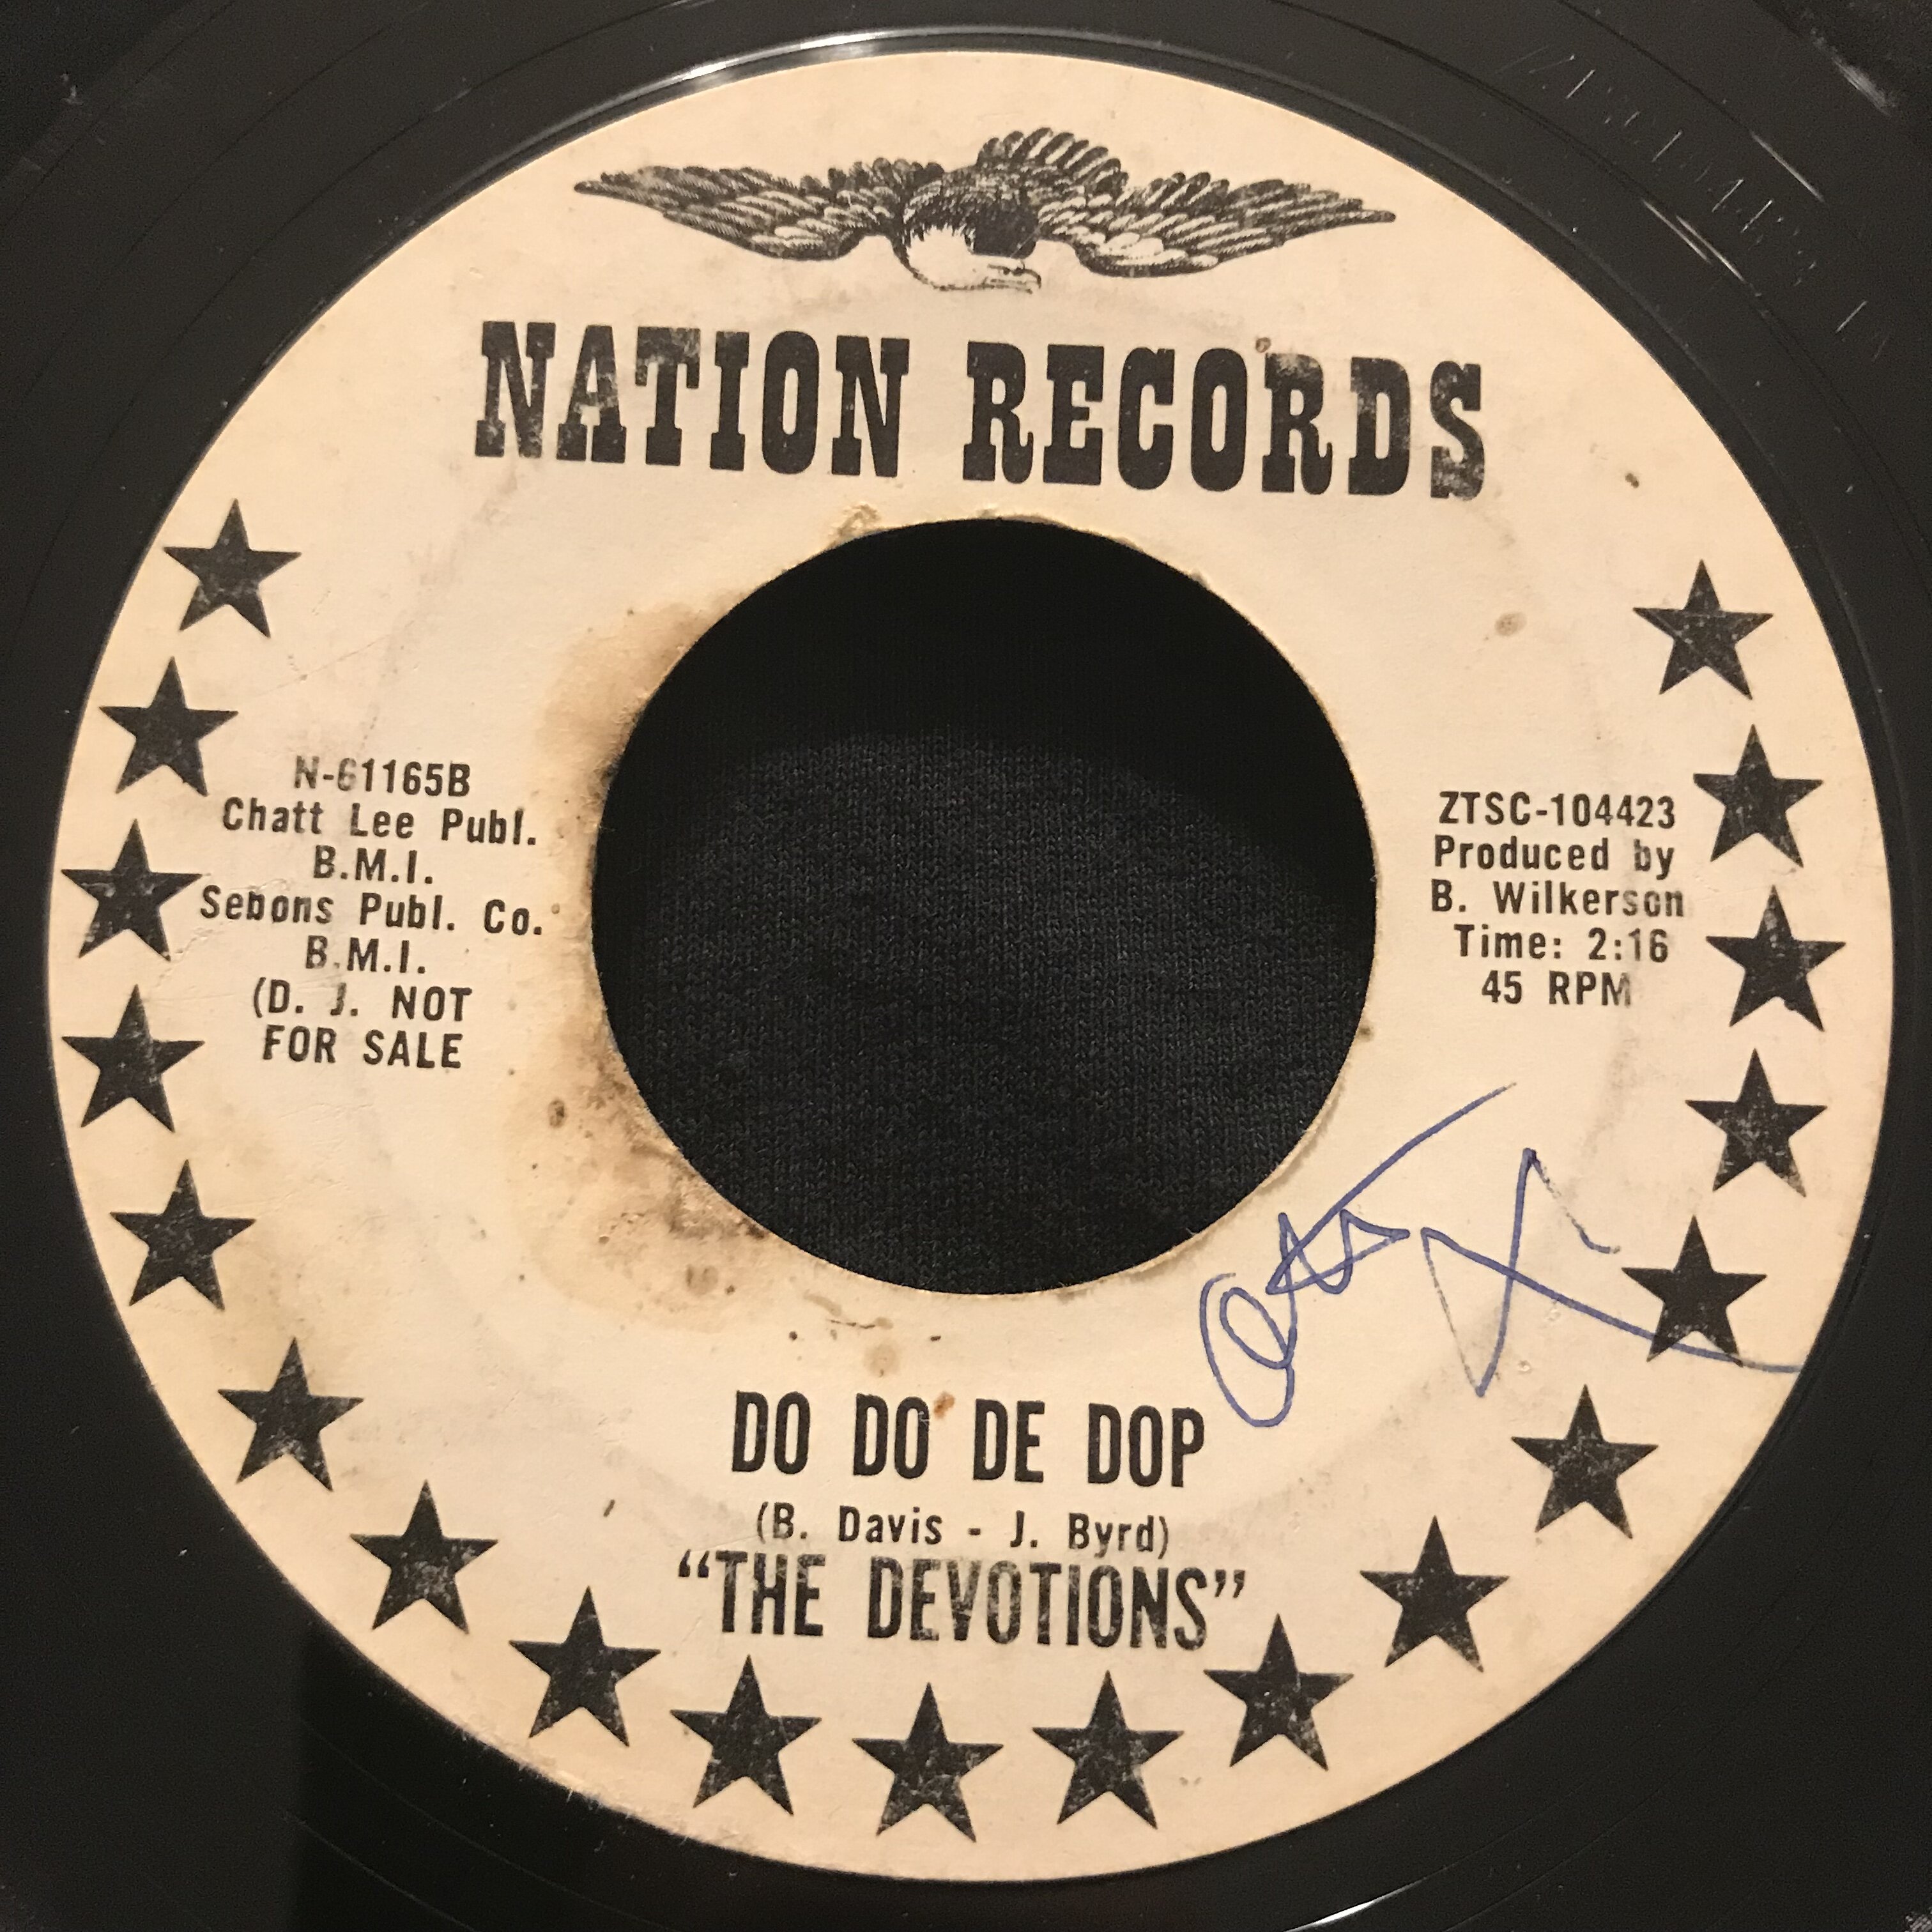 NATION RECORDS
N-61165B
Chatt Lee Publ.
B.M.I.
Sebons Publ. Co.
B.M.I.
(D. J. NOT
FOR SALE
ZTSC-104423
Produced by
B. Wilkerson
Time: 2:16
45 RPM
DO DO DE DOP
(B. Davis - J. Byrd)
“THE DEVOTIONS”